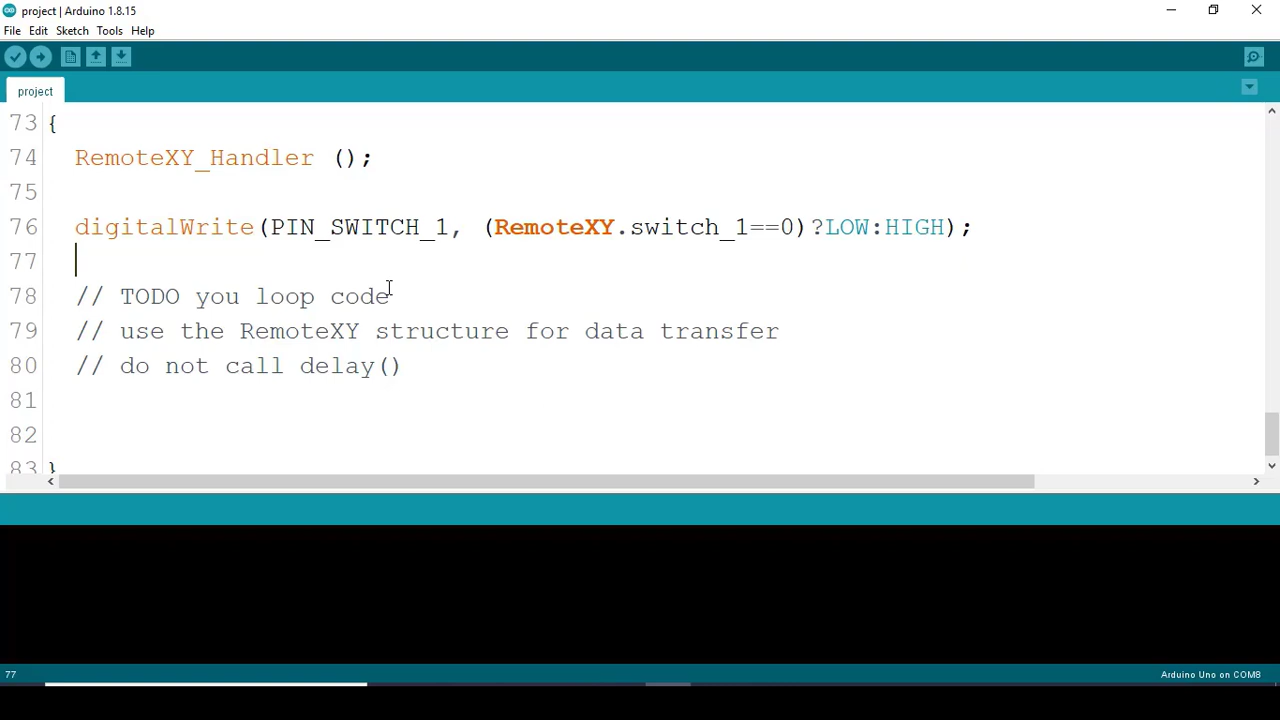 project | Arduino 1.8.15
File Edit Sketch Tools Help
project
73 {
74 RemoteXY_Handler ();
75
76 digitalWrite(PIN_SWITCH_1, (RemoteXY.switch_1==0)?LOW:HIGH);
77
78 // TODO you loop code
79 // use the RemoteXY structure for data transfer
80 // do not call delay()
81
82
83 }
77 Arduino Uno on COM8